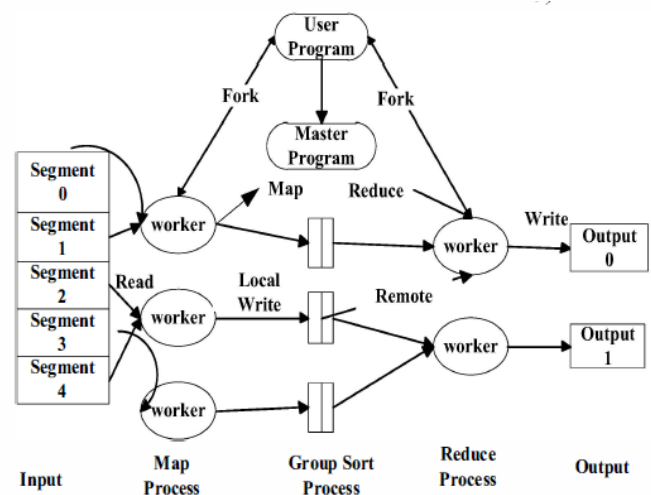 User
Program
Fork
Fork
Master
Program
Segment
0
Map
Reduce
Segment
1
worker
worker
Write
Output
0
Segment
2
Read
Local
Write
Remote
worker
Segment
3
worker
Output
1
Segment
4
worker
Input
Map
Process
Group Sort
Process
Reduce
Process
Output